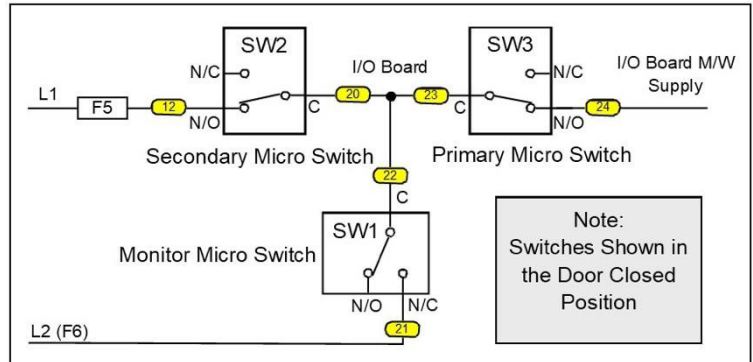 SW2
SW3
N/C
I/O Board
N/C
I/O Board M/W
Supply
L1
F5
12
N/O
C
20
23
C
N/O
24
Secondary Micro Switch
Primary Micro Switch
22
C
SW1
Monitor Micro Switch
N/O
N/C
Note:
Switches Shown in
the Door Closed
Position
L2 (F6)
21